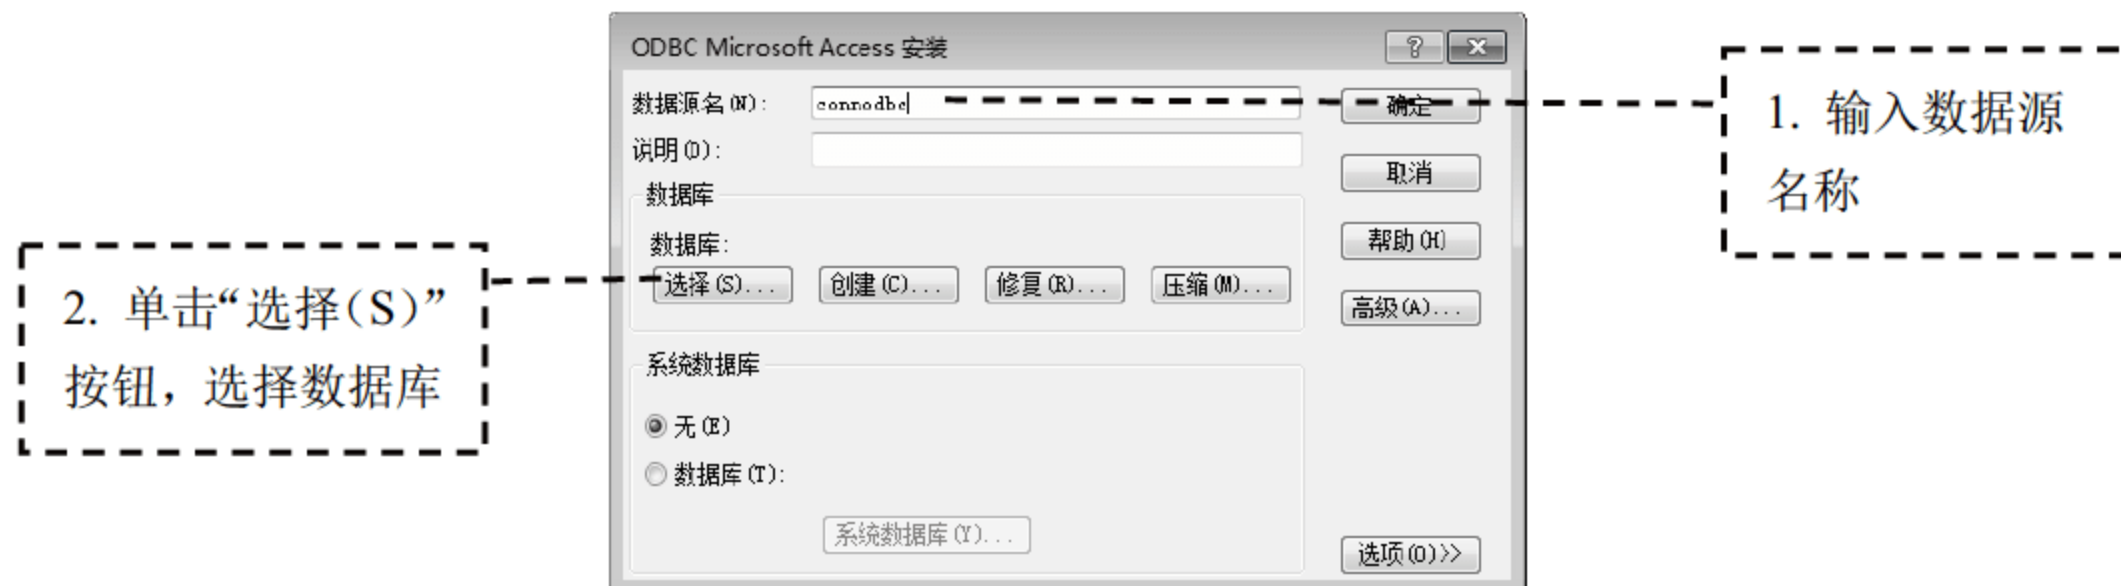 ODBC Microsoft Access 安装
数据源名(N):
connodbc
确定
1. 输入数据源
名称
说明(D):
取消
数据库
数据库:
帮助(H)
2. 单击“选择(S)”
按钮，选择数据库
选择(S)...
创建(C)...
修复(R)...
压缩(M)...
高级(A)...
系统数据库
无(E)
数据库(T):
系统数据库(Y)...
选项(O)>>